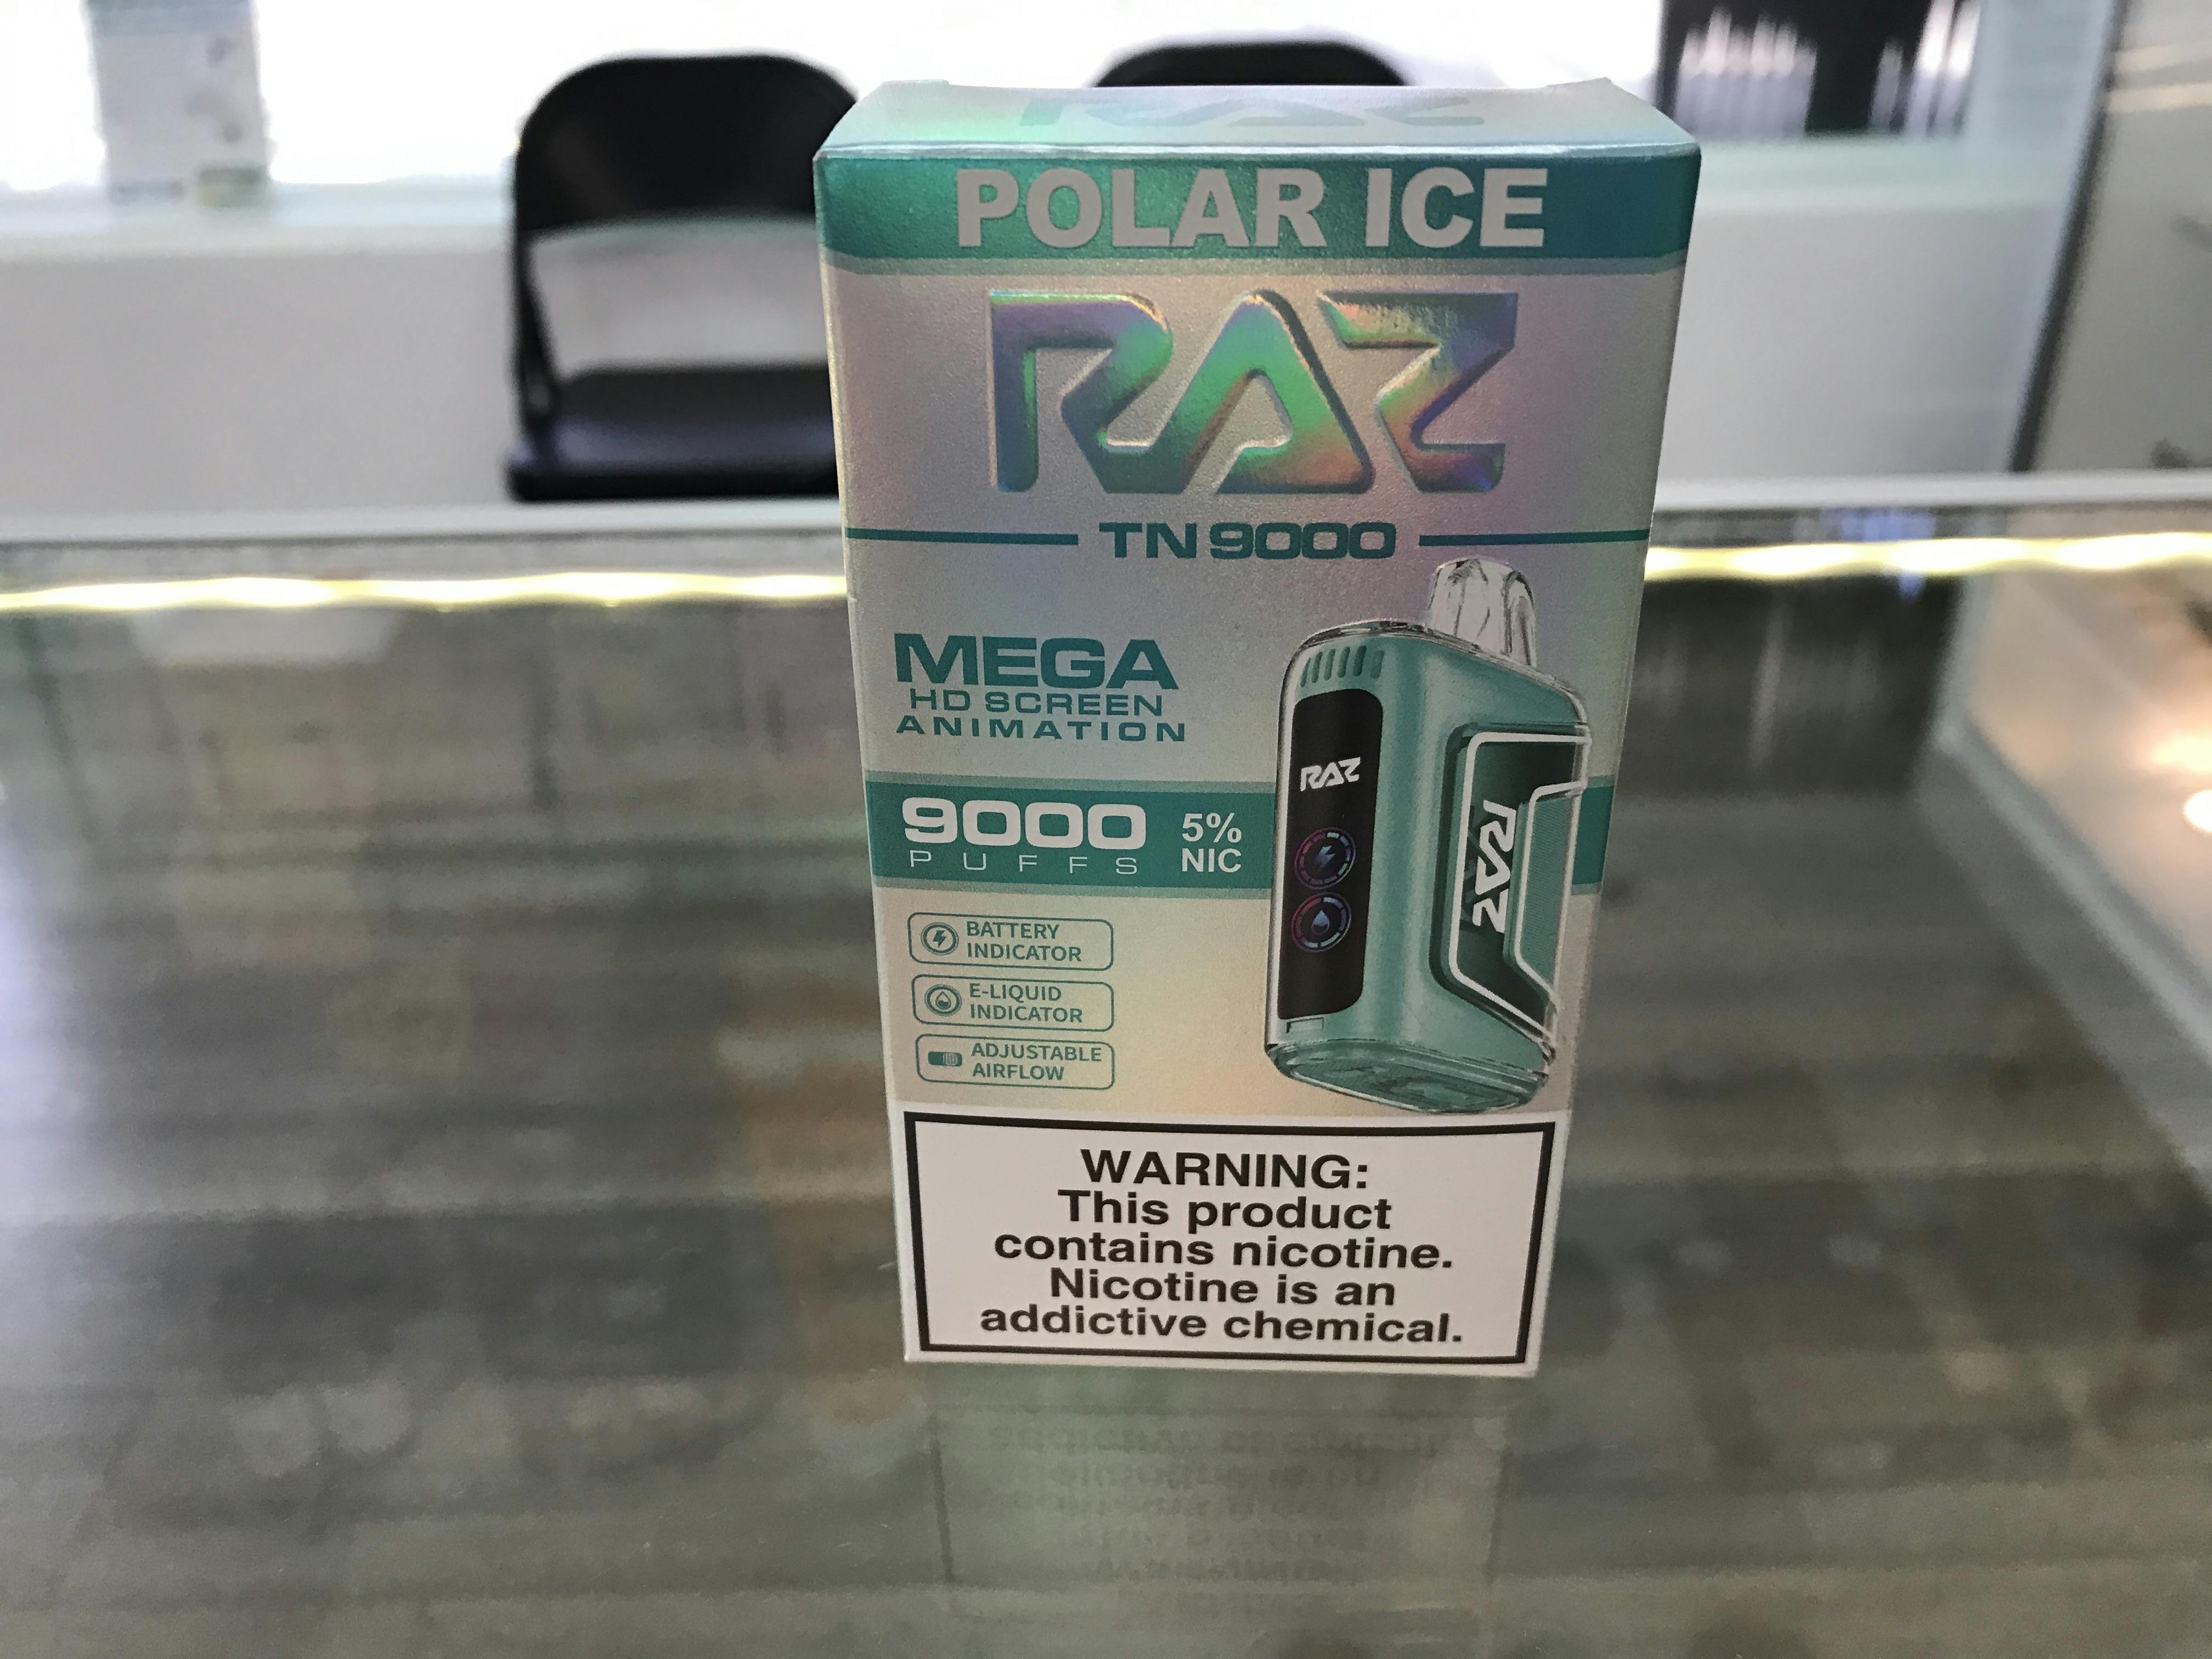 RAZ
POLAR ICE
RAZ
TN 9000
MEGA
HD SCREEN
ANIMATION
9000
PUFFS
5%
NIC
RAZ
RAZ
BATTERY
INDICATOR
E-LIQUID
INDICATOR
ADJUSTABLE
AIRFLOW
WARNING:
This product
contains nicotine.
Nicotine is an
addictive chemical.